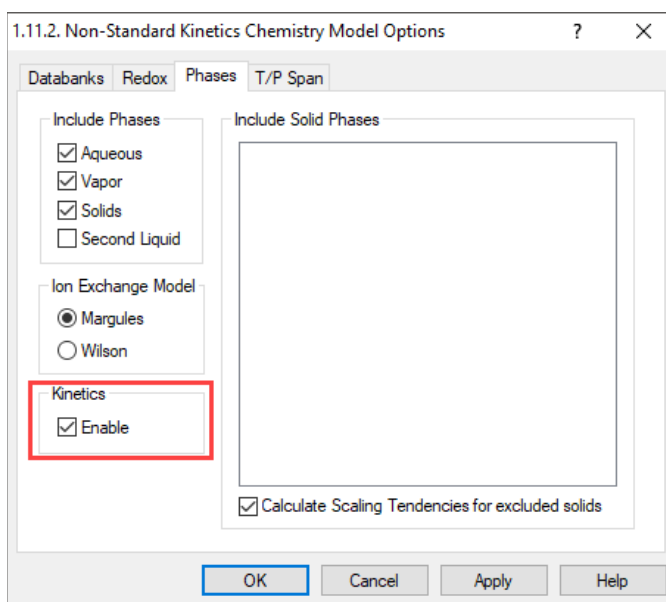 1.11.2. Non-Standard Kinetics Chemistry Model Options ? X
Databanks Redox Phases T/P Span
Include Phases
Aqueous
Vapor
Solids
Second Liquid
Ion Exchange Model
Margules
Wilson
Kinetics
Enable
Include Solid Phases
Calculate Scaling Tendencies for excluded solids
OK Cancel Apply Help